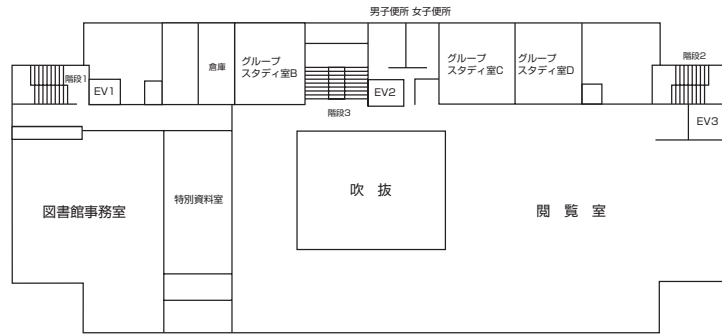 男子便所 女子便所
階段1
EV1
倉庫
グループ
スタディ室B
階段3
EV2
グループ
スタディ室C
グループ
スタディ室D
階段2
EV3
図書館事務室
特別資料室
吹 抜
閲 覧 室